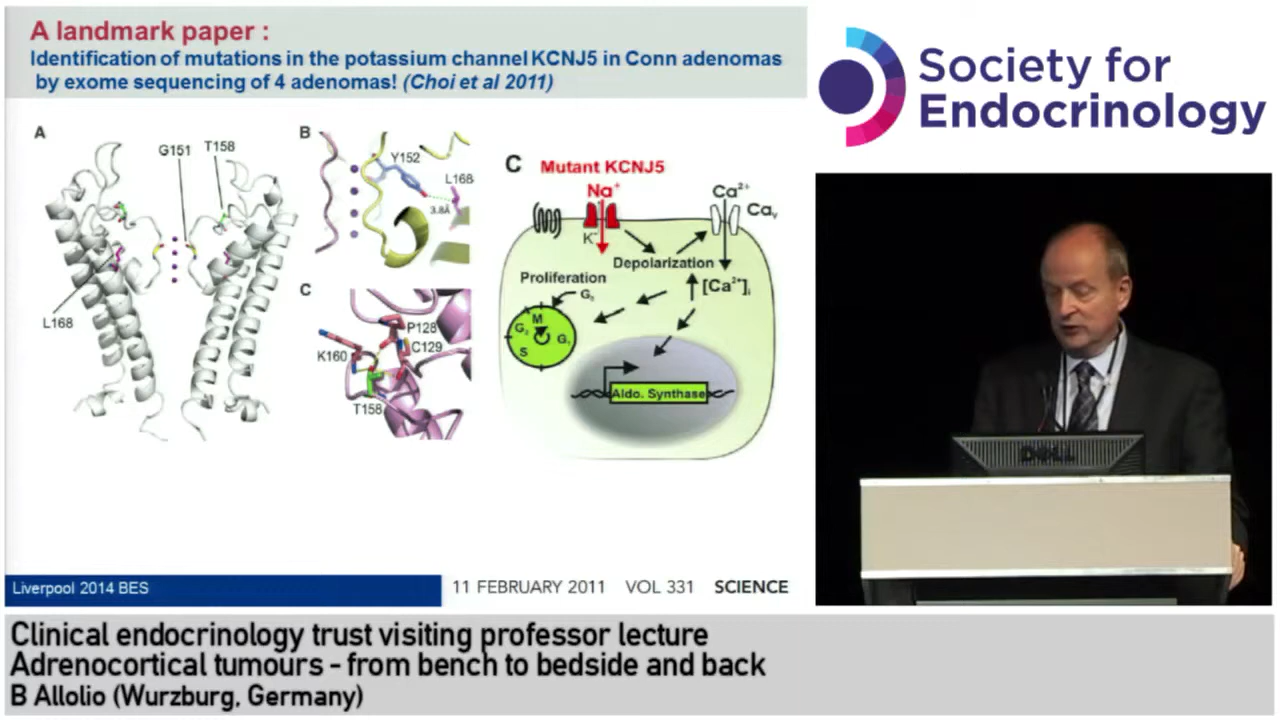 A landmark paper :
Identification of mutations in the potassium channel KCNJ5 in Conn adenomas
by exome sequencing of 4 adenomas! (Choi et al 2011)
Society for
Endocrinology
A
G151
T158
L168
B
Y152
L168
3.8Å
C
P128
C129
K160
T158
C
Mutant KCNJ5
Na⁺
Ca²⁺
Caᵥ
K⁺
Depolarization
Proliferation
G₀
[Ca²⁺]ᵢ
M
G₂
G₁
S
Aldo. Synthase
DELL
Liverpool 2014 BES
11 FEBRUARY 2011 VOL 331 SCIENCE
Clinical endocrinology trust visiting professor lecture
Adrenocortical tumours - from bench to bedside and back
B Allolio (Wurzburg, Germany)